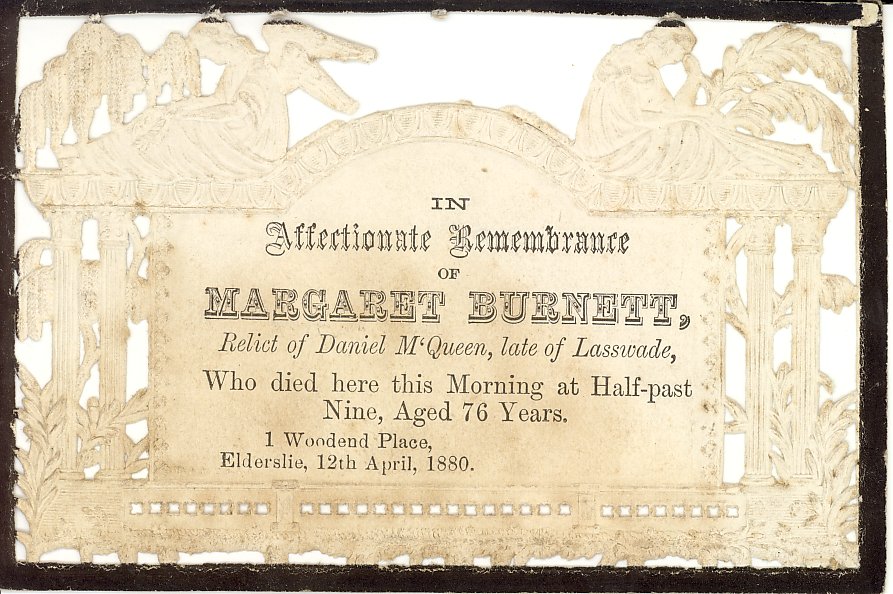 IN
Affectionate Remembrance
OF
MARGARET BURNETT,
Relict of Daniel M‘Queen, late of Lasswade,
Who died here this Morning at Half-past
Nine, Aged 76 Years.
1 Woodend Place,
Elderslie, 12th April, 1880.